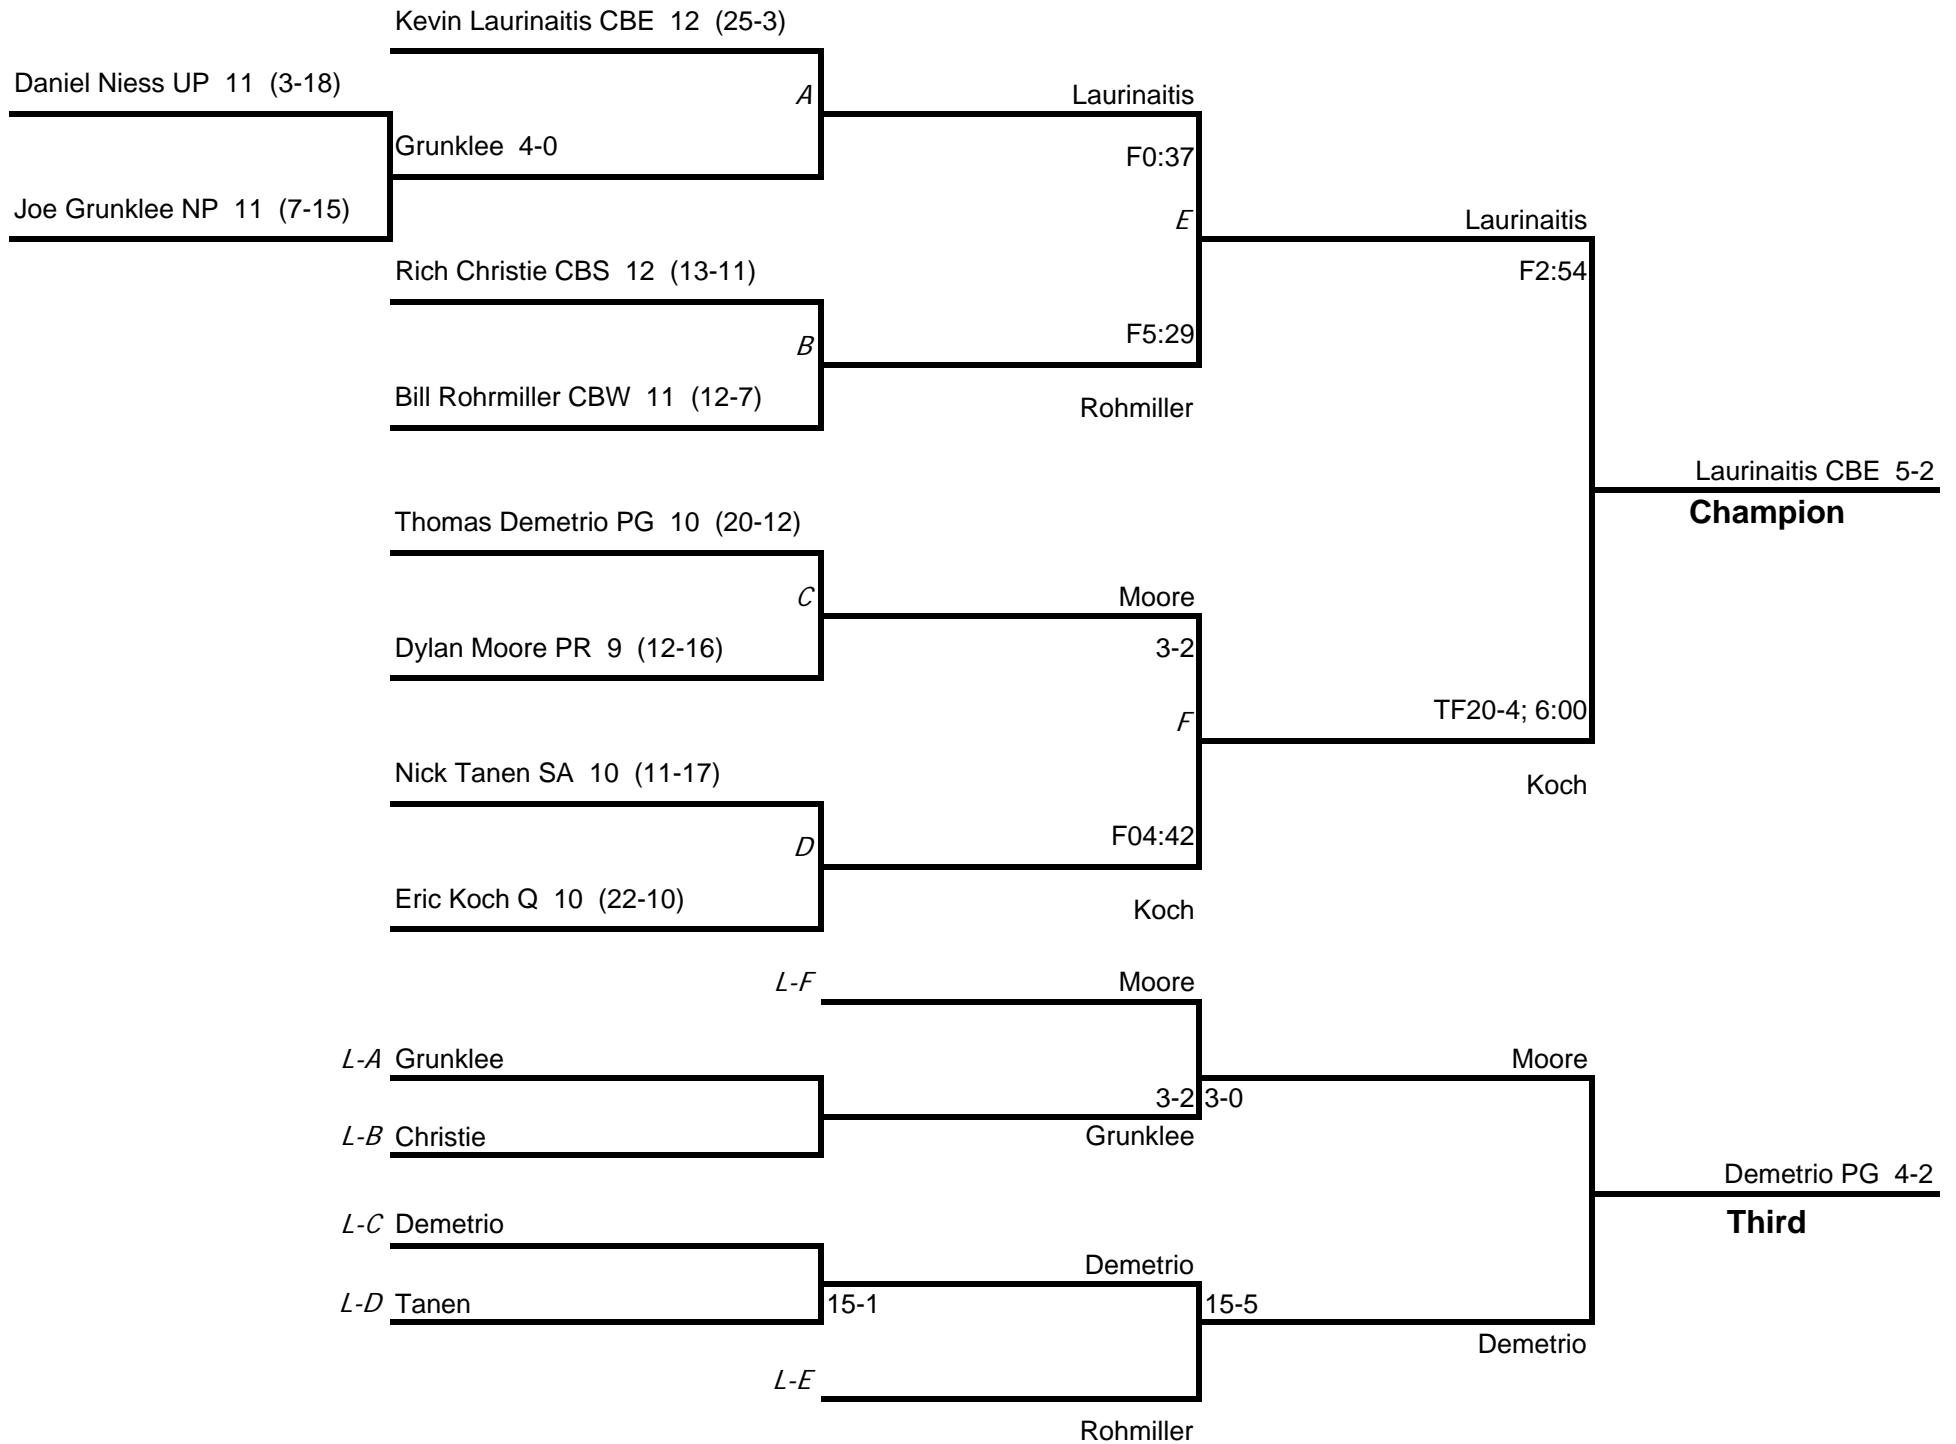 Kevin Laurinaitis CBE 12 (25-3)
Daniel Niess UP 11 (3-18)
A
Laurinaitis
Grunklee 4-0
F0:37
Joe Grunklee NP 11 (7-15)
E
Laurinaitis
Rich Christie CBS 12 (13-11)
F2:54
B
F5:29
Bill Rohrmiller CBW 11 (12-7)
Rohmiller
Laurinaitis CBE 5-2
Champion
Thomas Demetrio PG 10 (20-12)
C
Moore
Dylan Moore PR 9 (12-16)
3-2
F
TF20-4; 6:00
Nick Tanen SA 10 (11-17)
Koch
D
F04:42
Eric Koch Q 10 (22-10)
Koch
L-F
Moore
L-A Grunklee
Moore
3-2 3-0
L-B Christie
Grunklee
Demetrio PG 4-2
Third
L-C Demetrio
Demetrio
L-D Tanen
15-1
15-5
Demetrio
L-E
Rohmiller